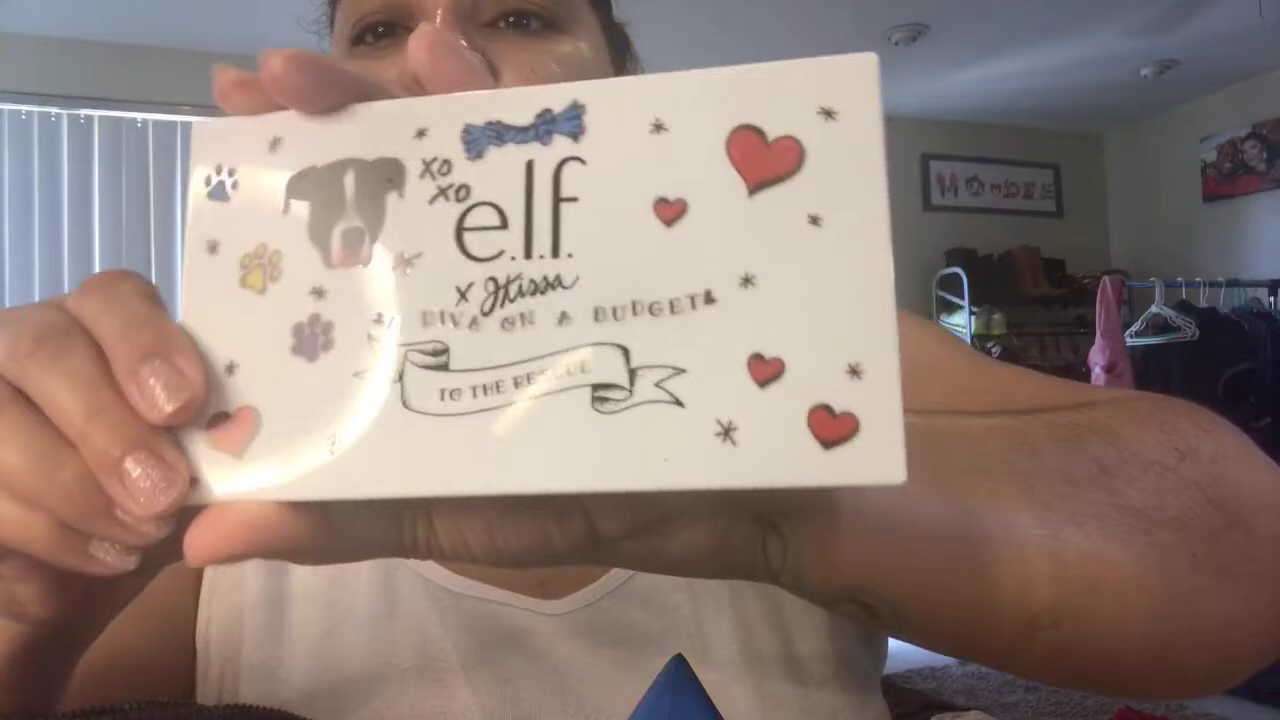 XO
XO
e.l.f.
x Jkissa
DIVA ON A BUDGET &
TO THE RESCUE